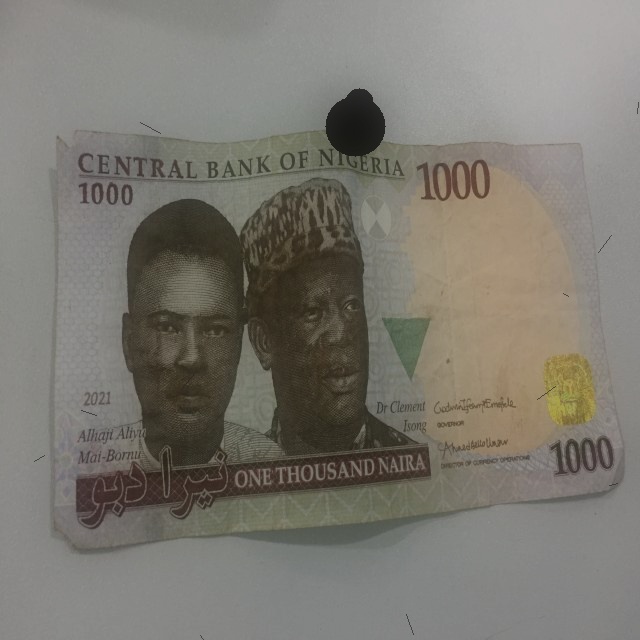 CENTRAL BANK OF NIGERIA
1000
1000
2021
Alhaji Aliyu
Mai-Bornu
Dr Clement
Isong
GOVERNOR
DIRECTOR OF CURRENCY OPERATIONS
1000
نيرا دبو
ONE THOUSAND NAIRA